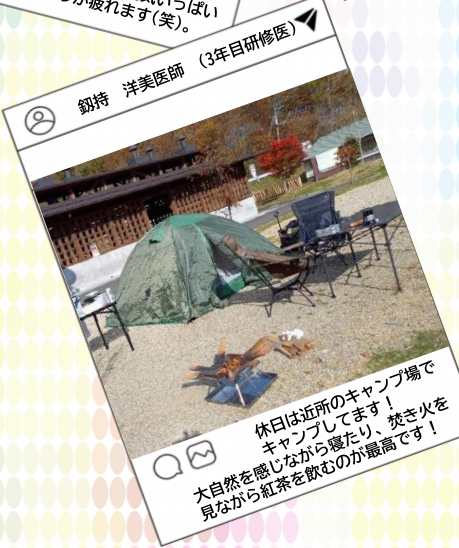 が疲れます（笑）。
釼持　洋美医師　（3年目研修医）
休日は近所のキャンプ場で
キャンプしてます！
大自然を感じながら寝たり、焚き火を
見ながら紅茶を飲むのが最高です！